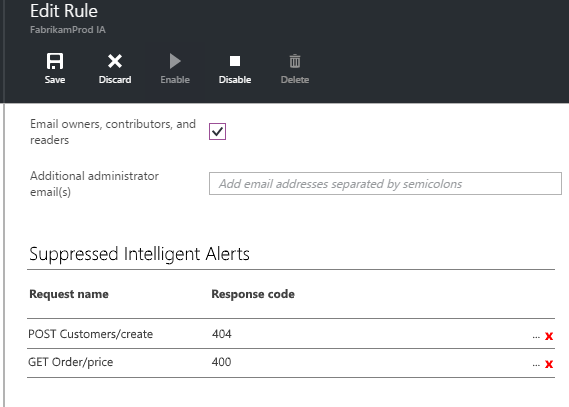 Edit Rule
FabrikamProd IA
Save Discard Enable Disable Delete
Email owners, contributors, and
readers
Additional administrator
email(s)
Add email addresses separated by semicolons
Suppressed Intelligent Alerts
Request name Response code
POST Customers/create 404 ... x
GET Order/price 400 ... x